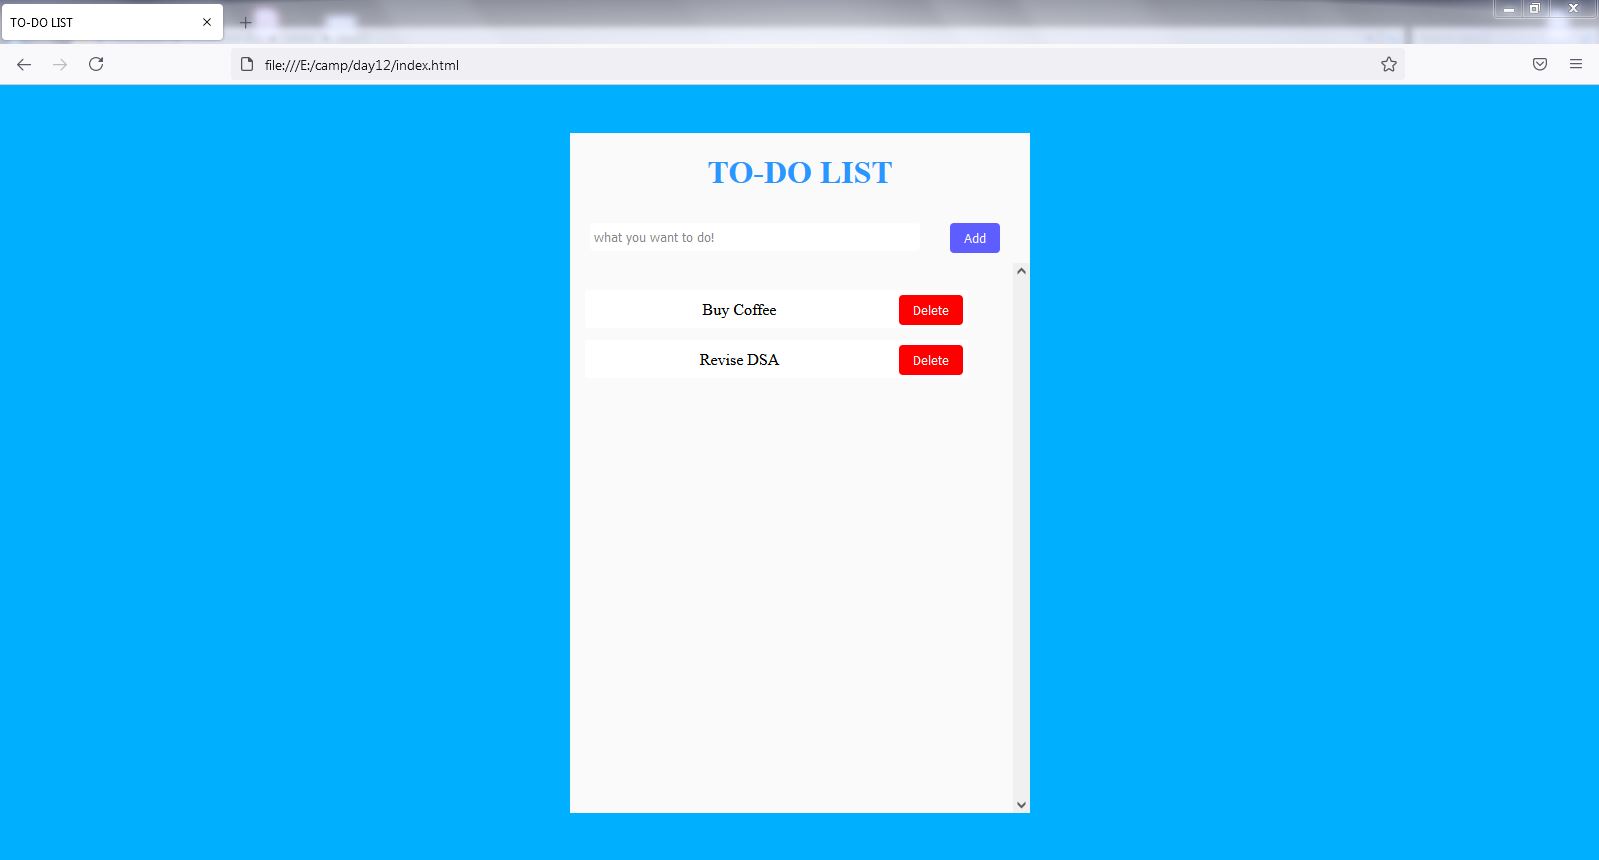 TO-DO LIST
file:///E:/camp/day12/index.html
TO-DO LIST
what you want to do!
Add
Buy Coffee
Delete
Revise DSA
Delete